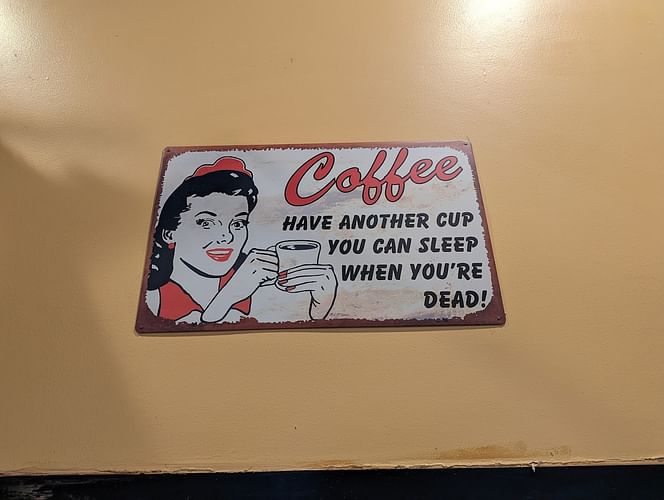 Coffee
HAVE ANOTHER CUP
YOU CAN SLEEP
WHEN YOU'RE
DEAD!